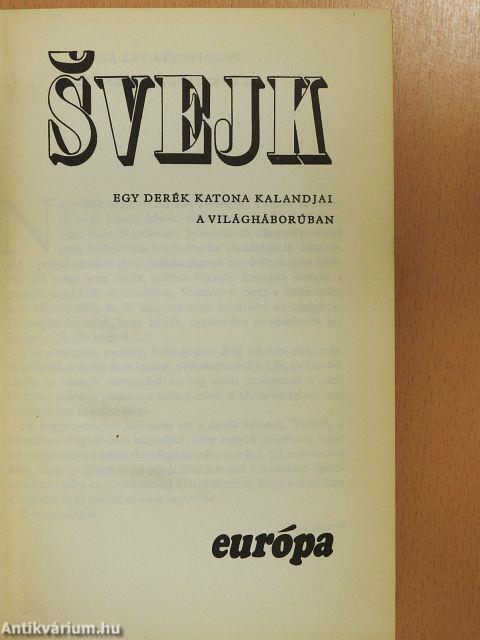 ŠVEJK
EGY DERÉK KATONA KALANDJAI
A VILÁGHÁBORÚBAN
európa
Antikvárium.hu